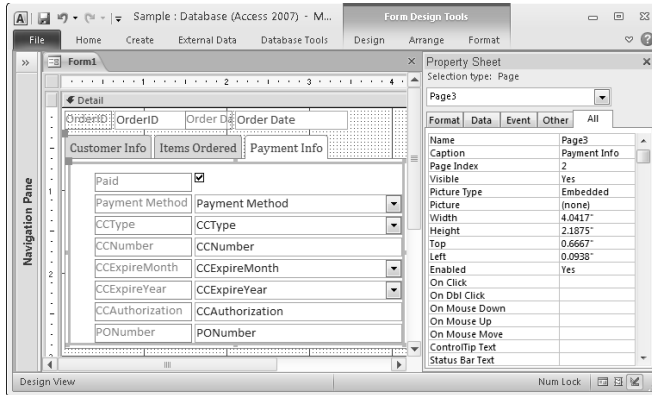 Sample : Database (Access 2007) - M...
Form Design Tools
File Home Create External Data Database Tools Design Arrange Format
Form1
Detail
OrderID OrderID Order Da Order Date
Customer Info Items Ordered Payment Info
Paid
Payment Method Payment Method
CCType CCType
CCNumber CCNumber
CCExpireMonth CCExpireMonth
CCExpireYear CCExpireYear
CCAuthorization CCAuthorization
PONumber PONumber
Navigation Pane
Property Sheet
Selection type: Page
Page3
Format Data Event Other All
Name Page3
Caption Payment Info
Page Index 2
Visible Yes
Picture Type Embedded
Picture (none)
Width 4.0417"
Height 2.1875"
Top 0.6667"
Left 0.0938"
Enabled Yes
On Click
On Dbl Click
On Mouse Down
On Mouse Up
On Mouse Move
ControlTip Text
Status Bar Text
Design View
Num Lock